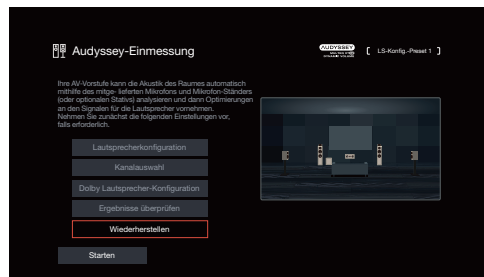 Audyssey-Einmessung
AUDYSSEY
[ LS-Konfig.-Preset 1 ]
Ihre AV-Vorstufe kann die Akustik des Raumes automatisch
mithilfe des mitge- lieferten Mikrofons und Mikrofon-Ständers
(oder optionalen Stativs) analysieren und dann Optimierungen
an den Signalen für die Lautsprecher vornehmen.
Nehmen Sie zunächst die folgenden Einstellungen vor,
falls erforderlich.
Lautsprecherkonfiguration
Kanalauswahl
Dolby Lautsprecher-Konfiguration
Ergebnisse überprüfen
Wiederherstellen
Starten